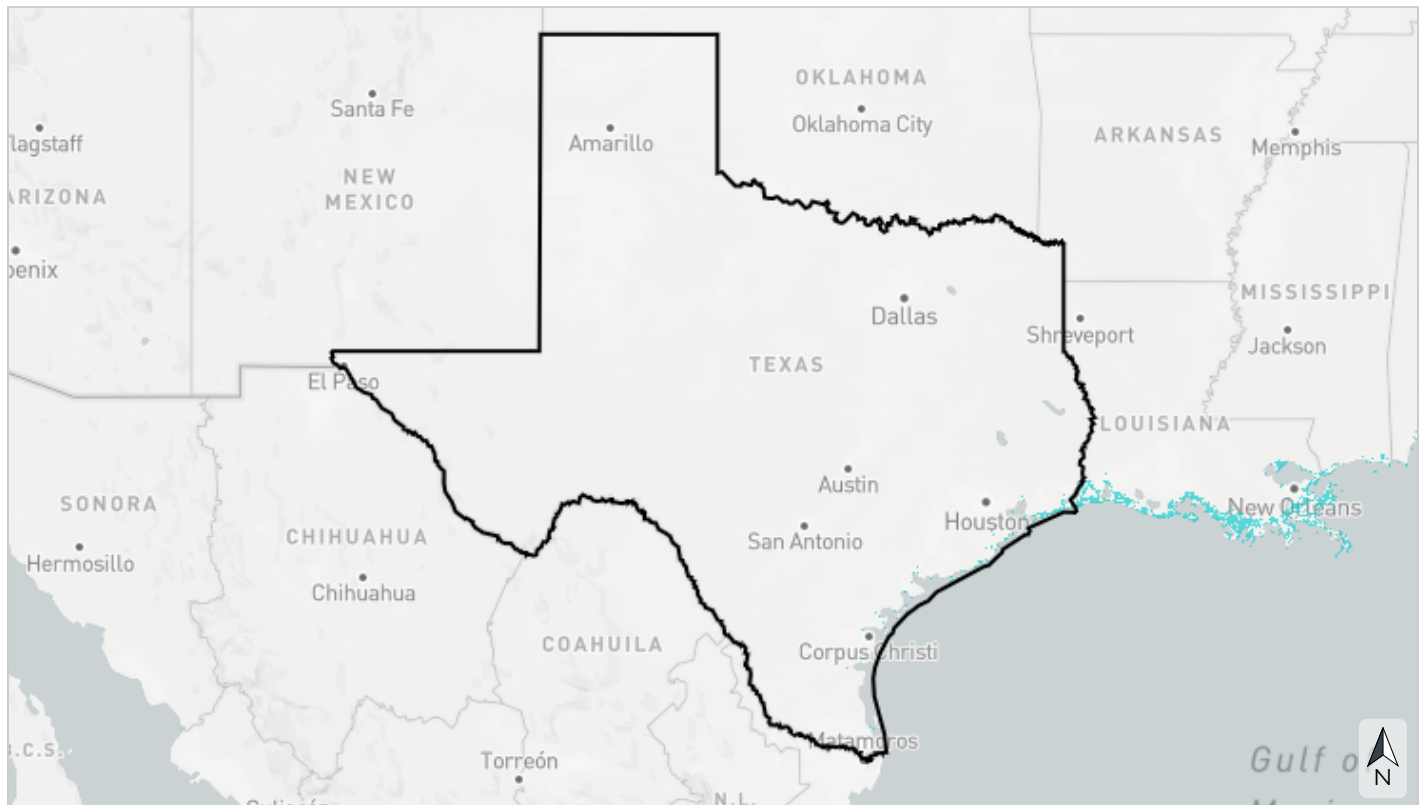 OKLAHOMA
Santa Fe
Oklahoma City
lagstaff
Amarillo
ARKANSAS
Memphis
ARIZONA
NEW
MEXICO
oenix
MISSISSIPPI
Dallas
Shreveport
Jackson
TEXAS
El Paso
LOUISIANA
Austin
SONORA
New Orleans
Houston
CHIHUAHUA
San Antonio
Hermosillo
Chihuahua
COAHUILA
Corpus Christi
Matamoros
B.C.S.
Torreón
Gulf o
N
N.L.